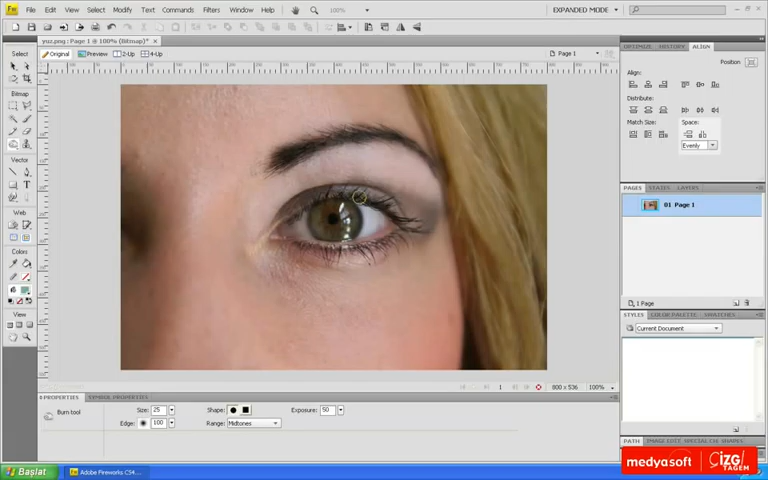 Fw File Edit View Select Modify Text Commands Filters Window Help 100% EXPANDED MODE
yuz.png : Page 1 @ 100% (Bitmap)*
Original Preview 2-Up 4-Up Page 1
Select
Bitmap
Vector
Web
Colors
View
OPTIMIZE HISTORY ALIGN
Position
Align:
Distribute:
Match Size: Space:
Evenly
PAGES STATES LAYERS
01 Page 1
1 Page
STYLES COLOR PALETTE SWATCHES
Current Document
1 800 x 536 100%
PROPERTIES SYMBOL PROPERTIES
Burn tool Size: 25 Shape: Exposure: 50
Edge: 100 Range: Midtones
PATH IMAGE EDIT SPECIAL CH SHAPES
medyasoft ÇİZGİ TAGEM
Başlat Adobe Fireworks CS4...